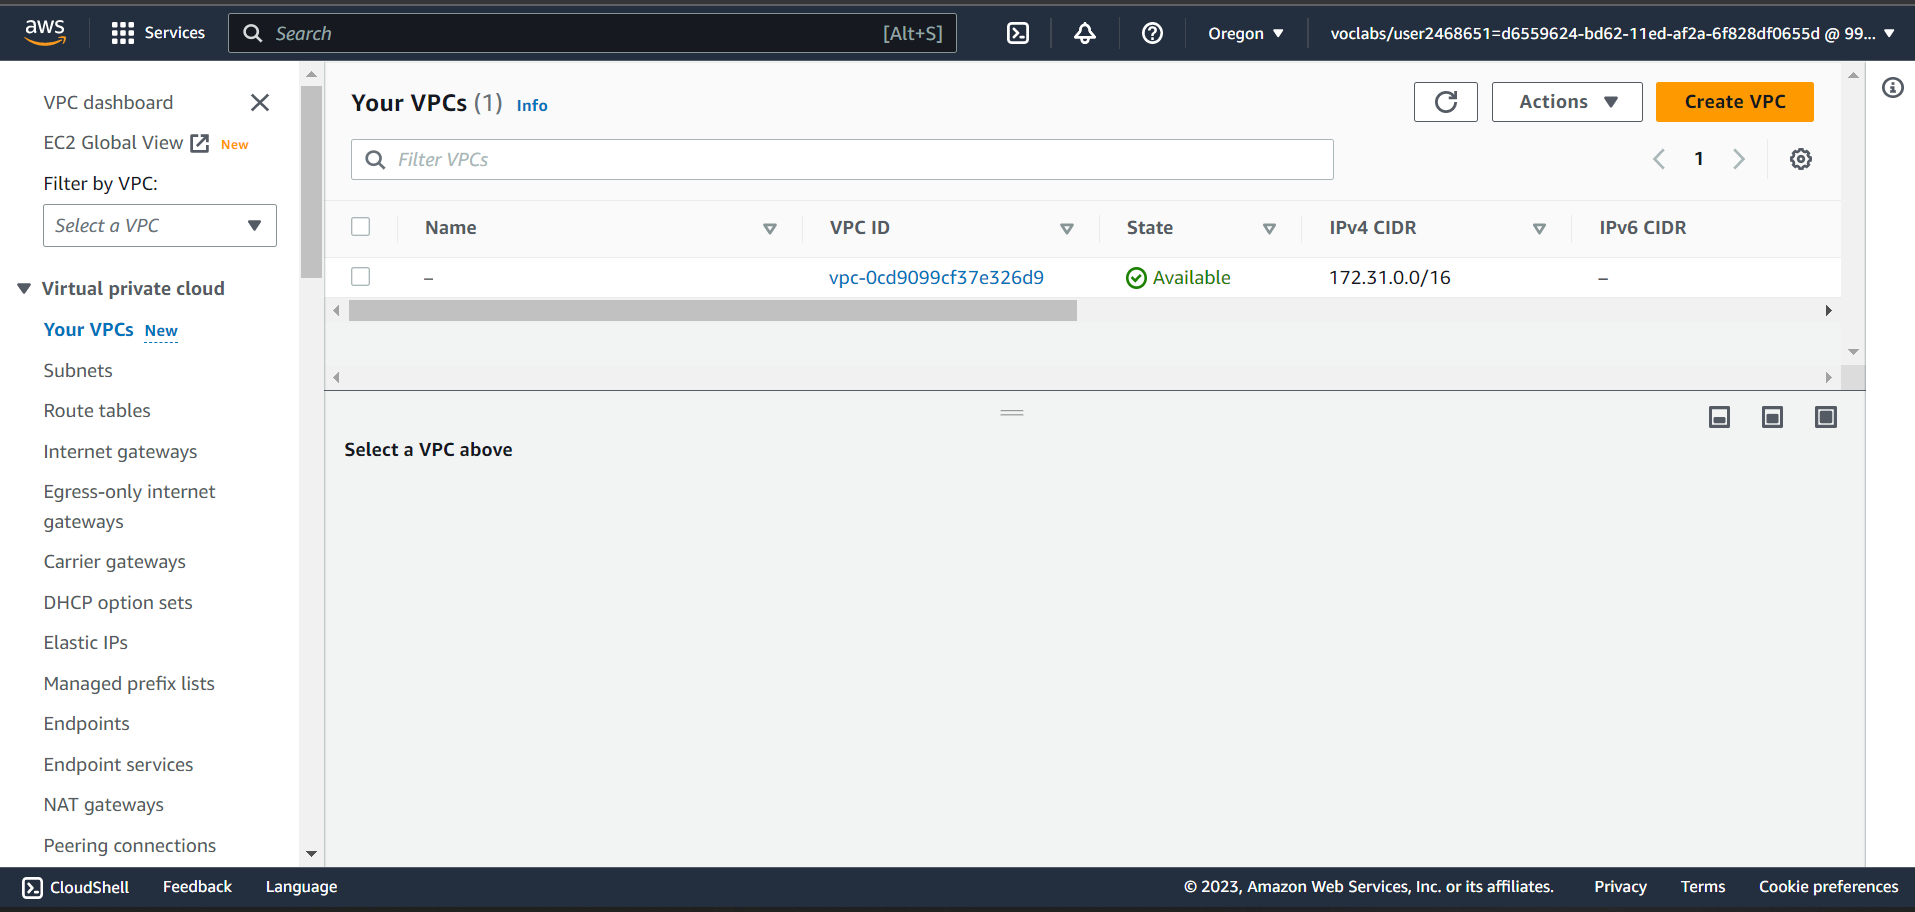 aws Services Search [Alt+S] Oregon voclabs/user2468651=d6559624-bd62-11ed-af2a-6f828df0655d @ 99...
VPC dashboard
EC2 Global View New
Filter by VPC:
Select a VPC
Virtual private cloud
Your VPCs New
Subnets
Route tables
Internet gateways
Egress-only internet
gateways
Carrier gateways
DHCP option sets
Elastic IPs
Managed prefix lists
Endpoints
Endpoint services
NAT gateways
Peering connections
Your VPCs (1) Info
Actions Create VPC
Filter VPCs
1
Name VPC ID State IPv4 CIDR IPv6 CIDR
– vpc-0cd9099cf37e326d9 Available 172.31.0.0/16 –
Select a VPC above
CloudShell Feedback Language © 2023, Amazon Web Services, Inc. or its affiliates. Privacy Terms Cookie preferences